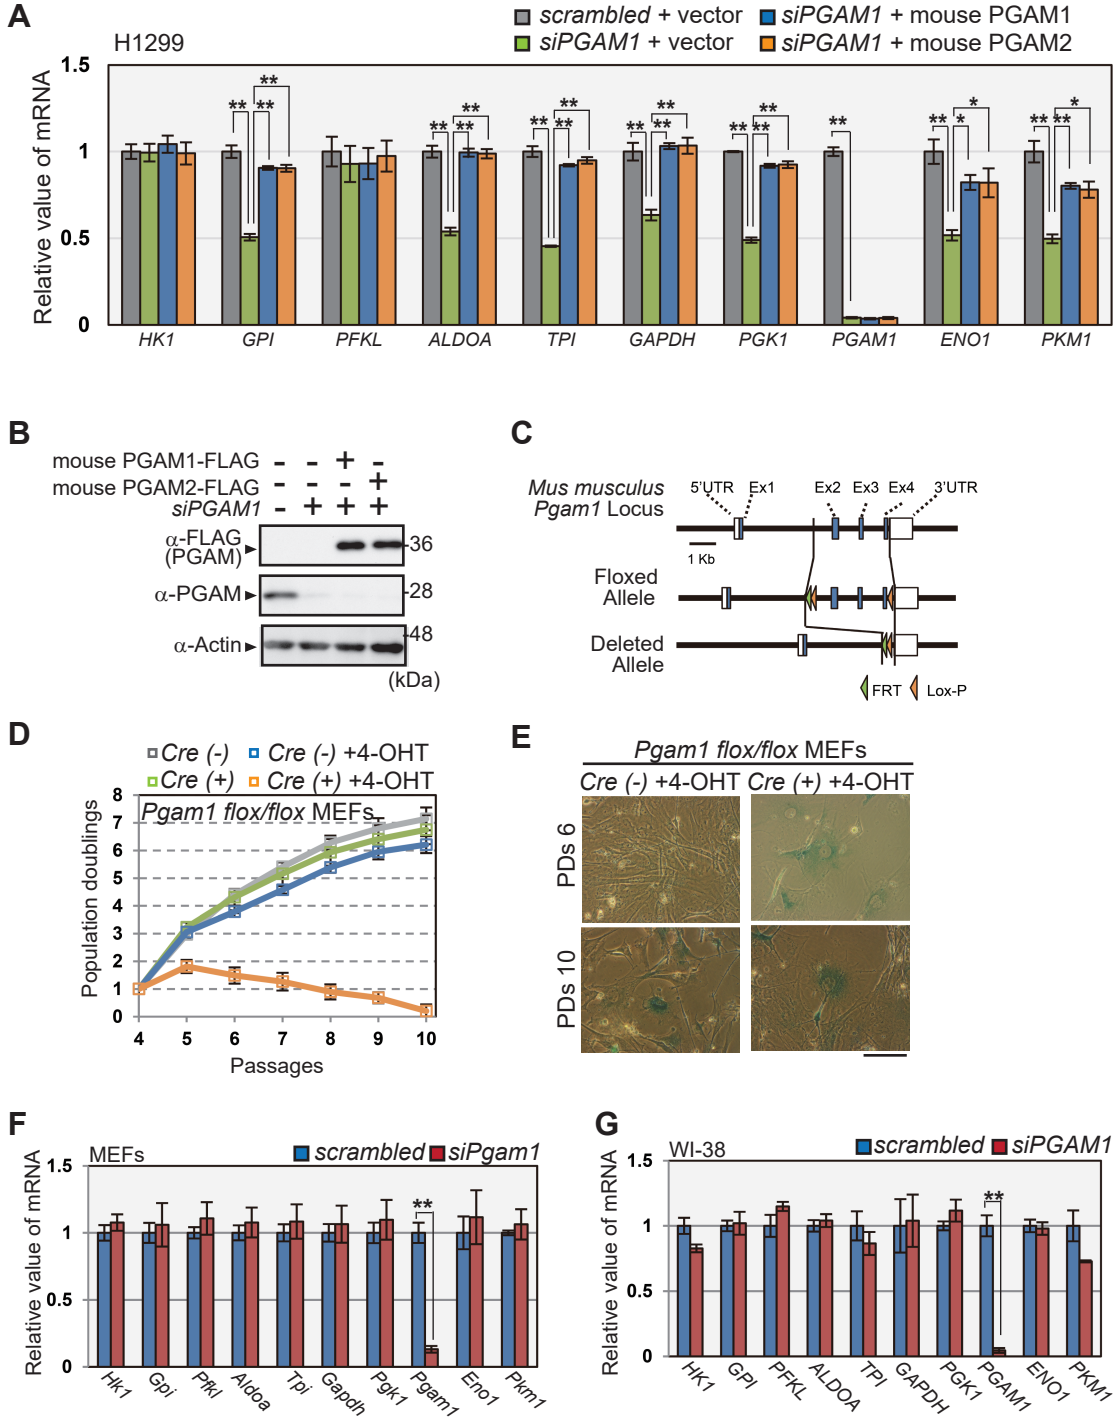 A
scrambled + vector
siPGAM1 + mouse PGAM1
siPGAM1 + vector
siPGAM1 + mouse PGAM2
H1299
Relative value of mRNA
1.5
1
0.5
0
** ** **
** ** **
** ** **
** ** **
** ** **
**
** * *
** ** *
HK1 GPI PFKL ALDOA TPI GAPDH PGK1 PGAM1 ENO1 PKM1
B
mouse PGAM1-FLAG - - + -
mouse PGAM2-FLAG - - - +
siPGAM1 - + + +
α-FLAG
(PGAM)
-36
α-PGAM
-28
α-Actin
-48
(kDa)
C
Mus musculus
Pgam1 Locus
5'UTR Ex1 Ex2 Ex3 Ex4 3'UTR
1 Kb
Floxed
Allele
Deleted
Allele
FRT Lox-P
D
Cre (-) Cre (-) +4-OHT
Cre (+) Cre (+) +4-OHT
Pgam1 flox/flox MEFs
Population doublings
8
7
6
5
4
3
2
1
0
4 5 6 7 8 9 10
Passages
E
Pgam1 flox/flox MEFs
Cre (-) +4-OHT Cre (+) +4-OHT
PDs 6
PDs 10
F
MEFs
scrambled siPgam1
Relative value of mRNA
1.5
1
0.5
0
**
Hk1 Gpi Pfkl Aldoa Tpi Gapdh Pgk1 Pgam1 Eno1 Pkm1
G
WI-38
scrambled siPGAM1
Relative value of mRNA
1.5
1
0.5
0
**
HK1 GPI PFKL ALDOA TPI GAPDH PGK1 PGAM1 ENO1 PKM1